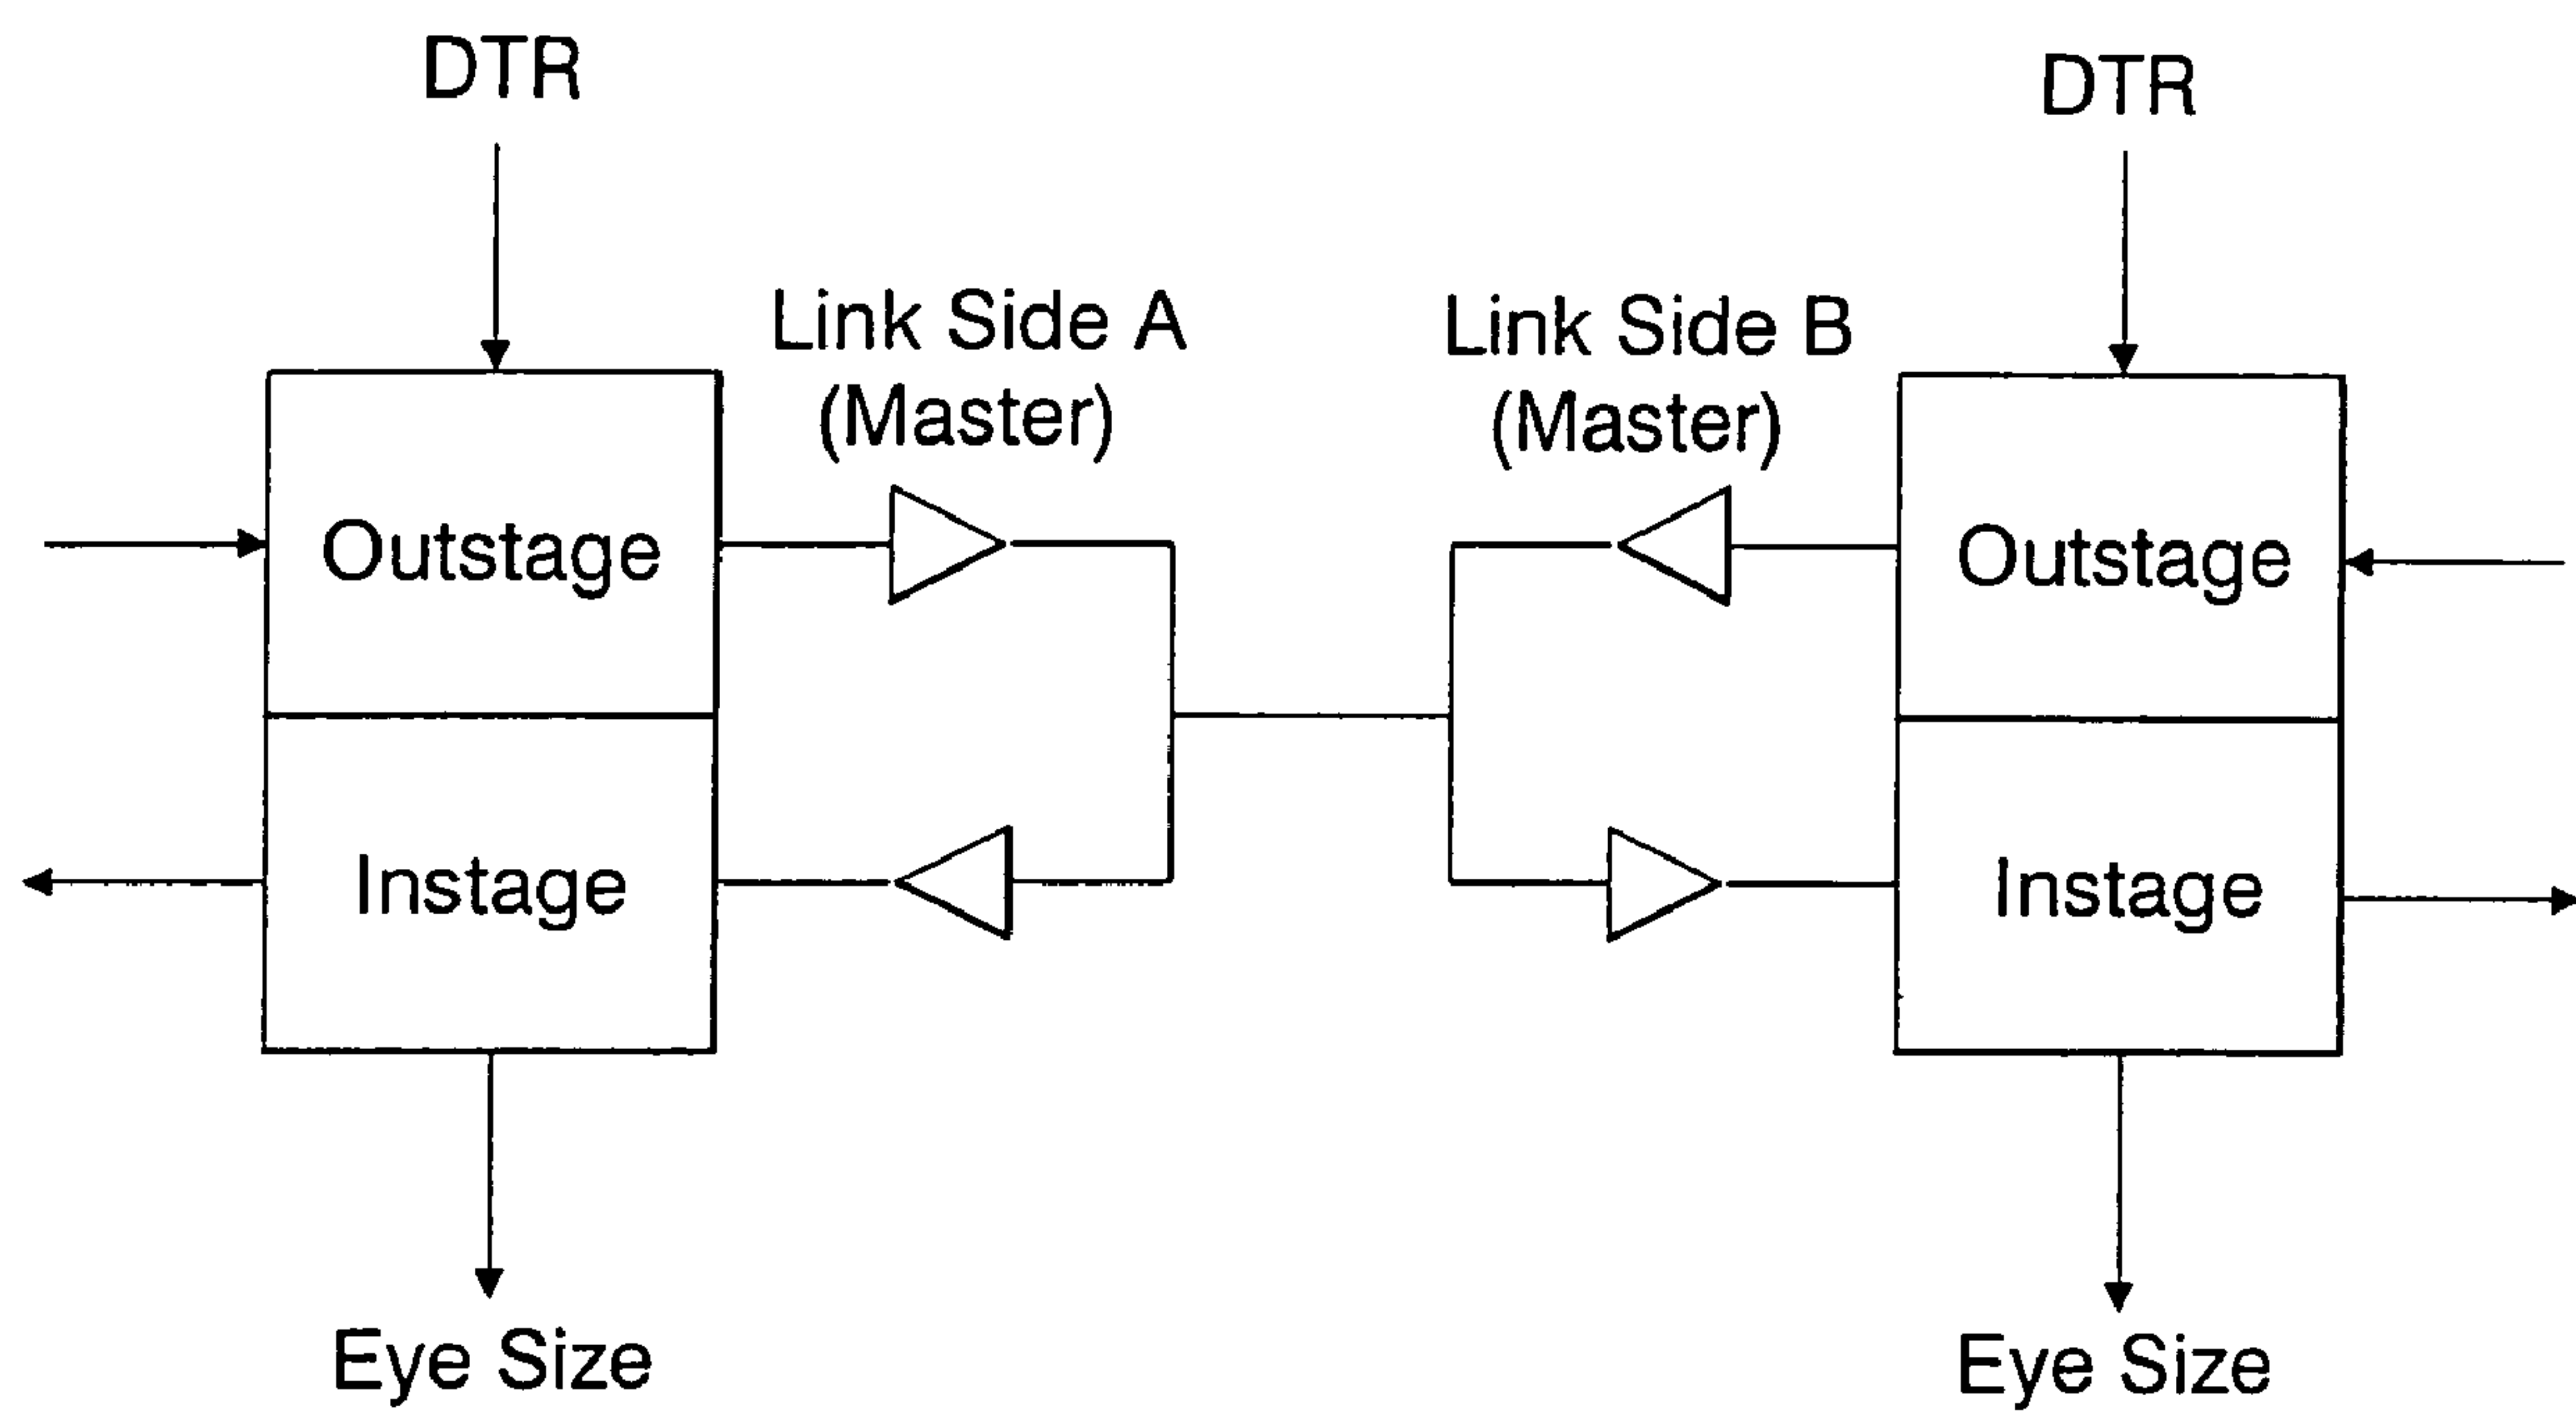 DTR
DTR
Link Side A
(Master)
Link Side B
(Master)
Outstage
Outstage
Instage
Instage
Eye Size
Eye Size